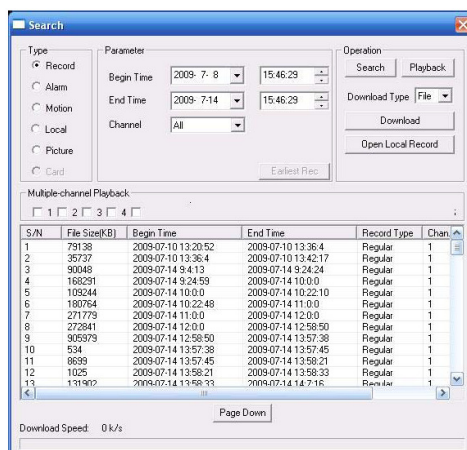 Search
Type
Record
Alarm
Motion
Local
Picture
Card
Parameter
Begin Time 2009- 7- 8 15:46:29
End Time 2009- 7-14 15:46:29
Channel All
Earliest Rec
Operation
Search Playback
Download Type File
Download
Open Local Record
Multiple-channel Playback
1 2 3 4
S/N File Size(KB) Begin Time End Time Record Type Chan
1 79138 2009-07-10 13:20:52 2009-07-10 13:36:4 Regular 1
2 35737 2009-07-10 13:36:4 2009-07-10 13:42:17 Regular 1
3 90048 2009-07-14 9:4:13 2009-07-14 9:24:24 Regular 1
4 168291 2009-07-14 9:24:59 2009-07-14 10:0:0 Regular 1
5 109244 2009-07-14 10:0:0 2009-07-14 10:22:10 Regular 1
6 180764 2009-07-14 10:22:48 2009-07-14 11:0:0 Regular 1
7 271779 2009-07-14 11:0:0 2009-07-14 12:0:0 Regular 1
8 272841 2009-07-14 12:0:0 2009-07-14 12:58:50 Regular 1
9 905979 2009-07-14 12:58:50 2009-07-14 13:57:38 Regular 1
10 534 2009-07-14 13:57:38 2009-07-14 13:57:45 Regular 1
11 8699 2009-07-14 13:57:45 2009-07-14 13:58:21 Regular 1
12 1025 2009-07-14 13:58:21 2009-07-14 13:58:33 Regular 1
13 131902 2009-07-14 13:58:33 2009-07-14 14:7:16 Regular 1
Page Down
Download Speed: 0 k/s